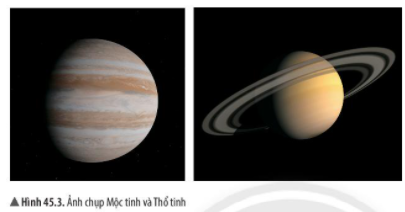 ▲ Hình 45.3. Ảnh chụp Mộc tinh và Thổ tinh